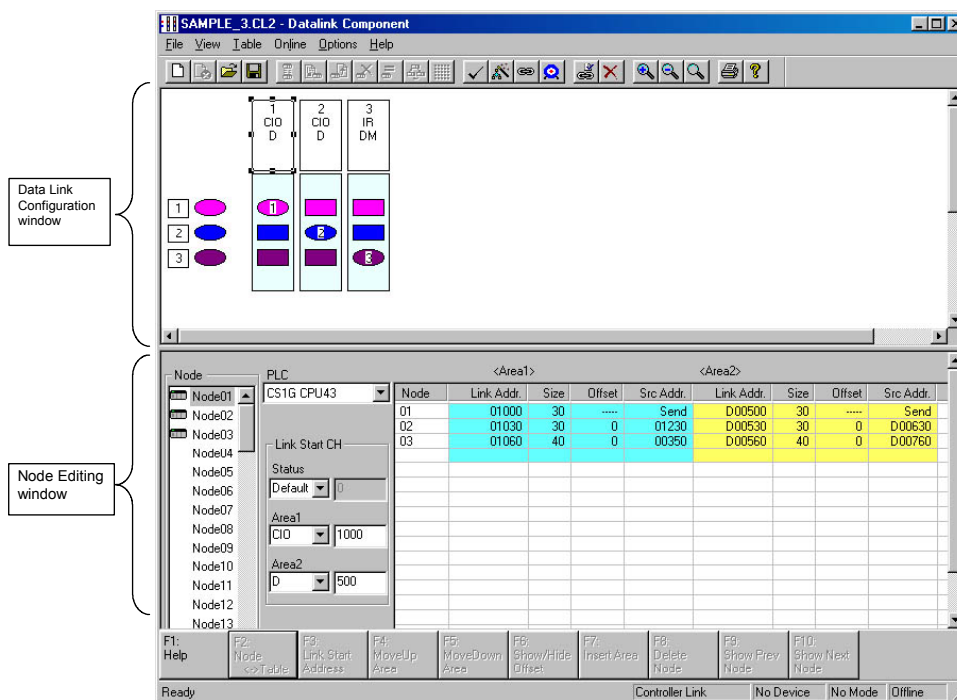 SAMPLE_3.CL2 - Datalink Component
File View Table Online Options Help
1 CIO D
2 CIO D
3 IR DM
Data Link Configuration window
1 1
2 2
3 3
Node Editing window
Node
Node01
Node02
Node03
Node04
Node05
Node06
Node07
Node08
Node09
Node10
Node11
Node12
Node13
PLC
CS1G CPU43
Link Start CH
Status
Default 0
Area1
CIO 1000
Area2
D 500
<Area1> <Area2>
Node Link Addr. Size Offset Src Addr. Link Addr. Size Offset Src Addr.
01 01000 30 ----- Send D00500 30 ----- Send
02 01030 30 0 01230 D00530 30 0 D00630
03 01060 40 0 00350 D00560 40 0 D00760
F1: Help
F2: Node <>Table
F3: Link Start Address
F4: MoveUp Area
F5: MoveDown Area
F6: Show/Hide Offset
F7: Insert Area
F8: Delete Node
F9: Show Prev Node
F10: Show Next Node
Ready Controller Link No Device No Mode Offline